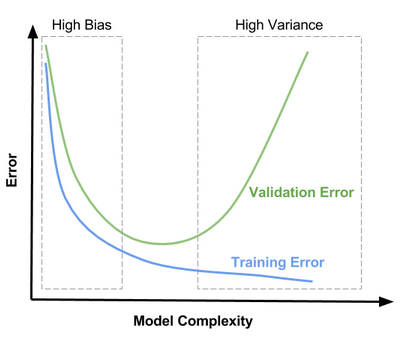 High Bias
High Variance
Error
Validation Error
Training Error
Model Complexity